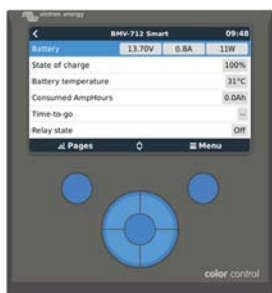 victron energy
BMV-712 Smart 09:48
Battery 13.70V 0.8A 11W
State of charge 100%
Battery temperature 31°C
Consumed AmpHours 0.0Ah
Time-to-go --
Relay state Off
Pages Menu
color control